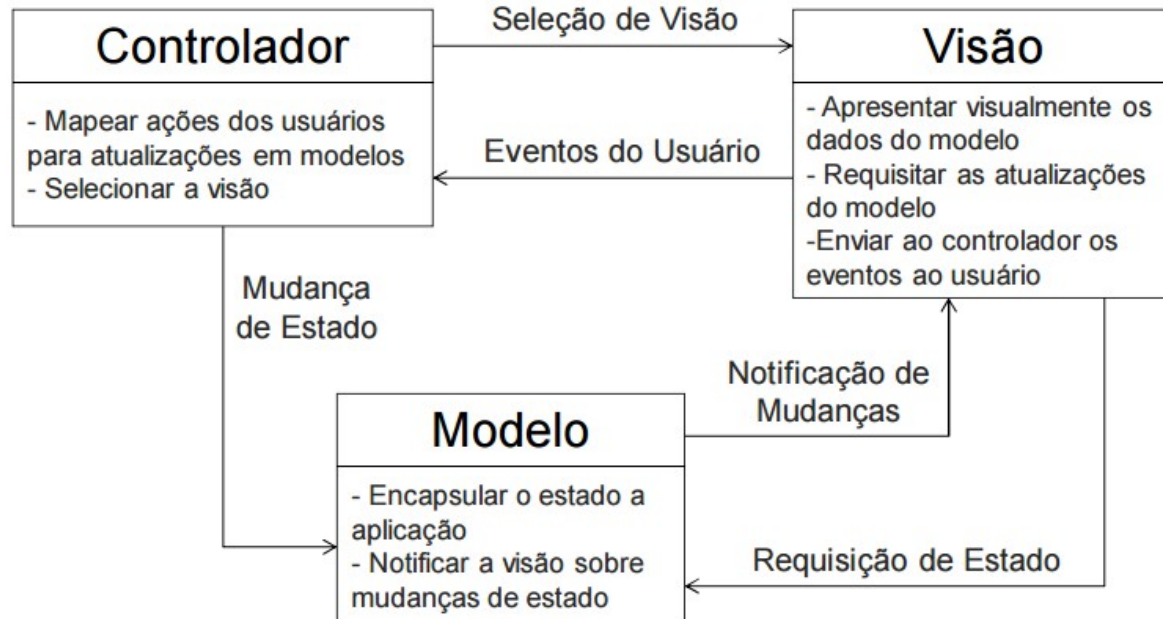 Controlador
- Mapear ações dos usuários
para atualizações em modelos
- Selecionar a visão
Seleção de Visão
Eventos do Usuário
Visão
- Apresentar visualmente os
dados do modelo
- Requisitar as atualizações
do modelo
-Enviar ao controlador os
eventos ao usuário
Mudança
de Estado
Notificação de
Mudanças
Modelo
- Encapsular o estado a
aplicação
- Notificar a visão sobre
mudanças de estado
Requisição de Estado